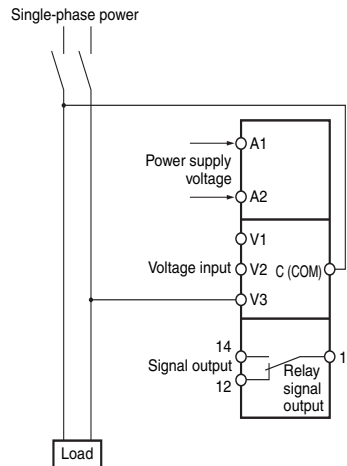 Single-phase power
A1
Power supply
voltage
A2
V1
Voltage input
V2
C (COM)
V3
14
Signal output
12
Relay
signal
output
1
Load